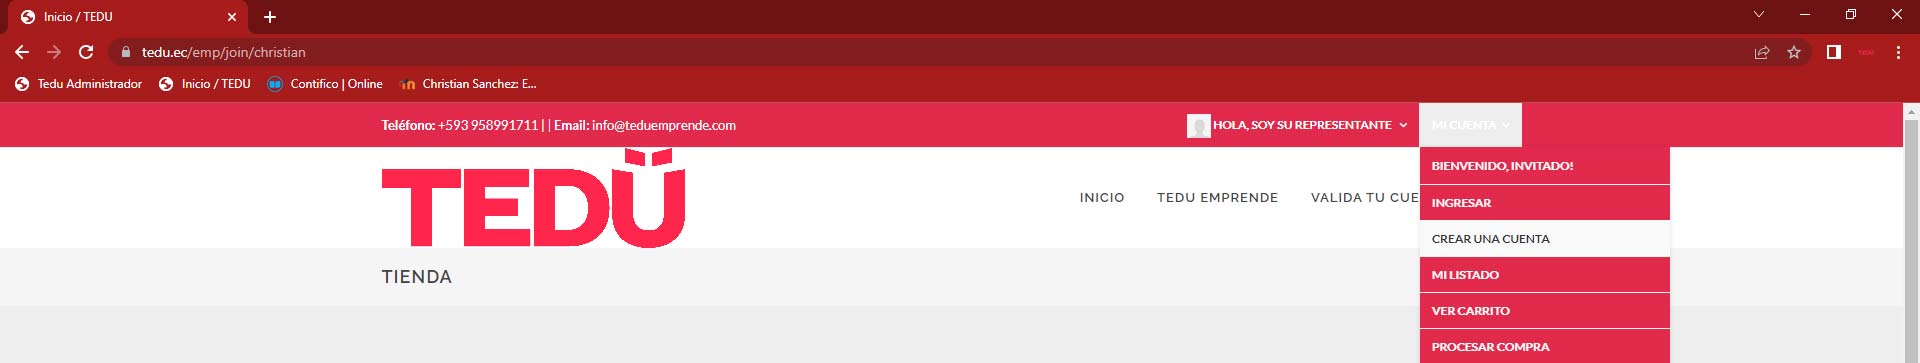 Inicio / TEDU
tedu.ec/emp/join/christian
Tedu Administrador Inicio / TEDU Contifico | Online Christian Sanchez: E...
Teléfono: +593 958991711 | | Email: info@teduemprende.com HOLA, SOY SU REPRESENTANTE MI CUENTA
BIENVENIDO, INVITADO!
TEDÜ
INICIO TEDU EMPRENDE VALIDA TU CUE
INGRESAR
CREAR UNA CUENTA
TIENDA
MI LISTADO
VER CARRITO
PROCESAR COMPRA